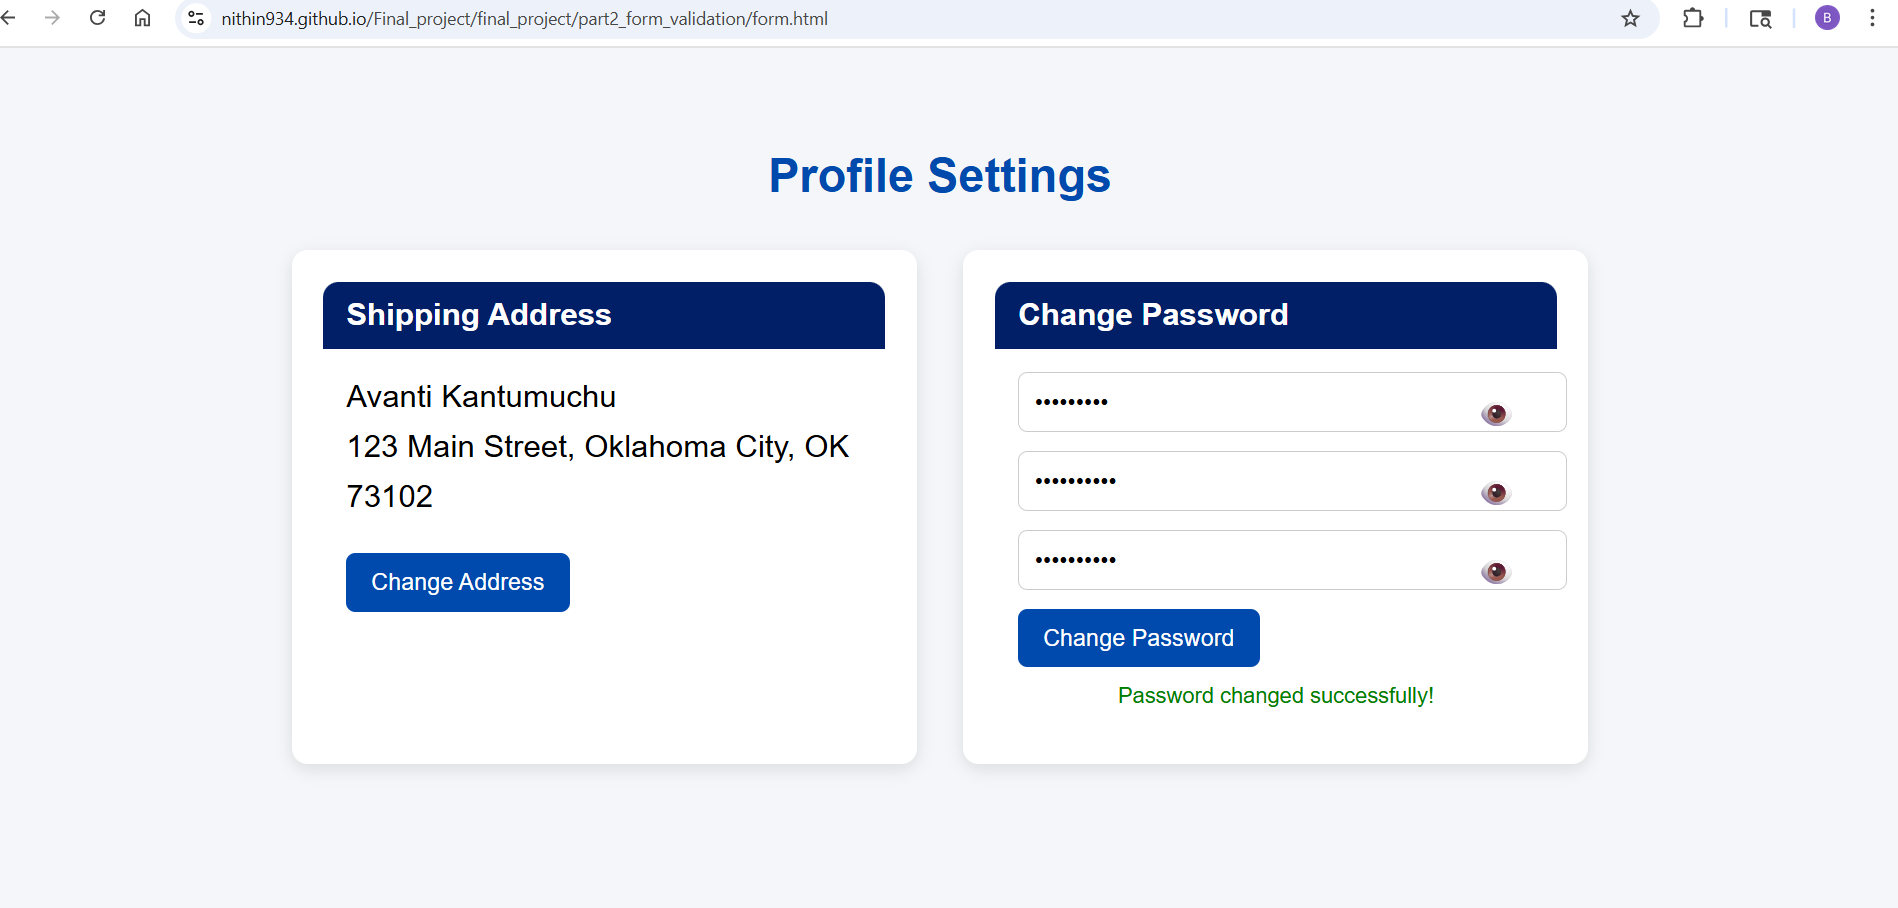 nithin934.github.io/Final_project/final_project/part2_form_validation/form.html
B
Profile Settings
Shipping Address
Avanti Kantumuchu
123 Main Street, Oklahoma City, OK
73102
Change Address
Change Password
•••••••••
••••••••••
••••••••••
Change Password
Password changed successfully!